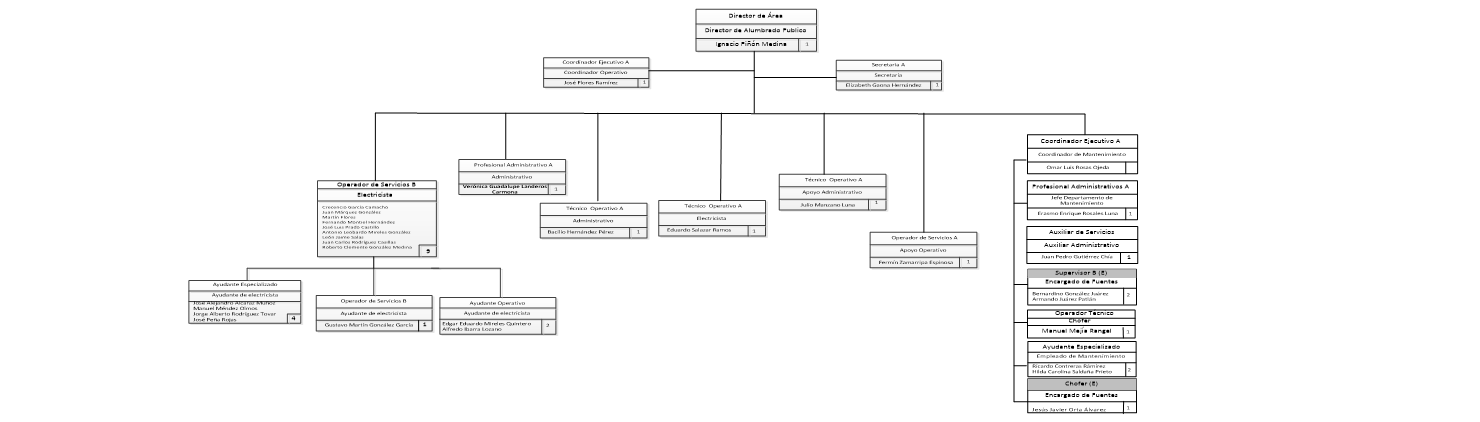 Director de Área
Director de Alumbrado Publico
Ignacio Piñón Medina 1
Coordinador Ejecutivo A
Coordinador Operativo
José Flores Ramírez 1
Secretaria A
Secretaria
Elizabeth Gaona Hernández 1
Operador de Servicios B
Electricista
Crecencio García Camacho
Juan Márquez González
Martín Flores
Fernando Montiel Hernández
José Luis Prado Castillo
Antonio Leobardo Mireles González
León Jaime Salas
Juan Carlos Rodríguez Casillas
Roberto Clemente González Medina
9
Ayudante Especializado
Ayudante de electricista
José Alejandro Alcaraz Muñoz
Manuel Méndez Olmos
Jorge Alberto Rodríguez Tovar
José Peña Rojas 4
Operador de Servicios B
Ayudante de electricista
Gustavo Martin González García 1
Ayudante Operativo
Ayudante de electricista
Edgar Eduardo Mireles Quintero
Alfredo Ibarra Lozano 2
Profesional Administrativo A
Administrativo
Verónica Guadalupe Landeros
Carmona 1
Técnico Operativo A
Administrativo
Bacilio Hernández Pérez 1
Técnico Operativo A
Electricista
Eduardo Salazar Ramos 1
Técnico Operativo A
Apoyo Administrativo
Julio Manzano Luna 1
Operador de Servicios A
Apoyo Operativo
Fermín Zamarripa Espinosa 1
Coordinador Ejecutivo A
Coordinador de Mantenimiento
Omar Luis Rosas Ojeda
Profesional Administrativos A
Jefe Departamento de
Mantenimiento
Erasmo Enrique Rosales Luna 1
Auxiliar de Servicios
Auxiliar Administrativo
Juan Pedro Gutiérrez Chía 1
Supervisor B (E)
Encargado de Fuentes
Bernardino González Juárez
Armando Juárez 2
Operador Técnico
Chofer
Manuel Mejía Rangel 1
Ayudante Especializado
Empleado de Mantenimiento
Ricardo Contreras Ramírez
Hilda Carolina Saldaña Prieto 2
Chofer (E)
Encargado de Fuentes
Jesús Javier Orta Álvarez 1